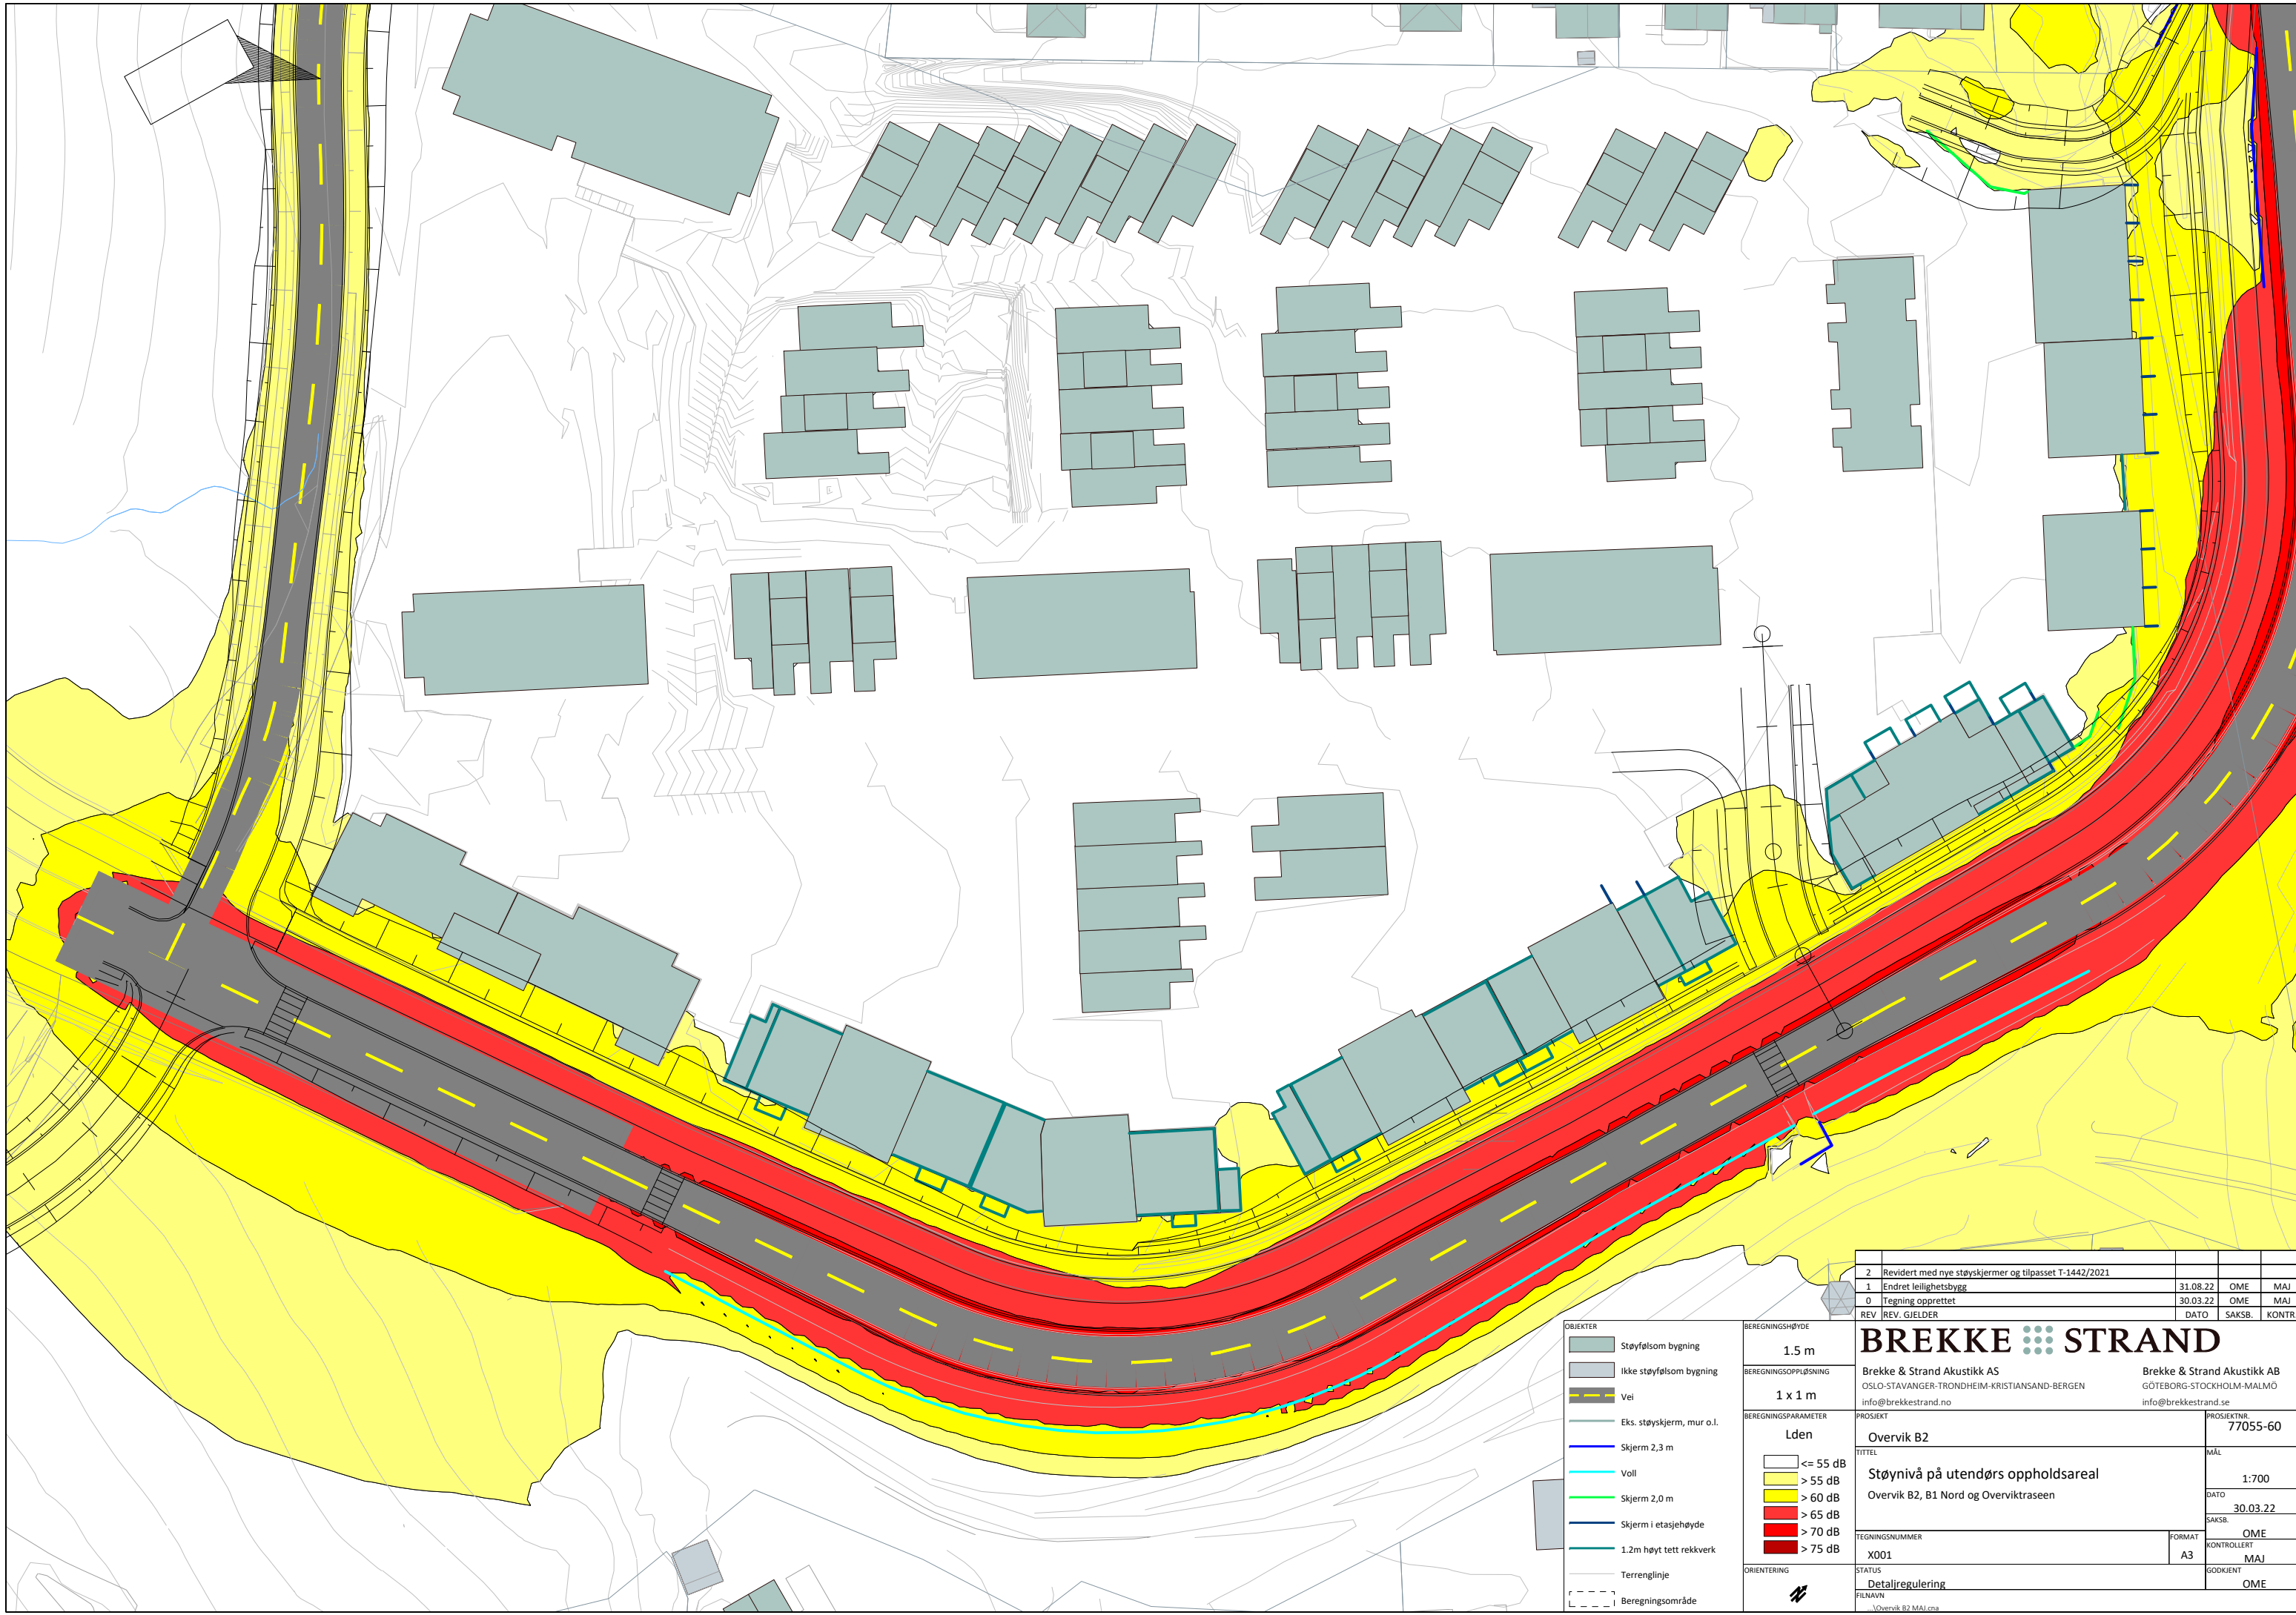 2 Revidert med nye støyskjermer og tilpasset T-1442/2021
1 Endret leilighetsbygg 31.08.22 OME MAJ
0 Tegning opprettet 30.03.22 OME MAJ
REV REV. GJELDER DATO SAKSB. KONTR.
OBJEKTER
Støyfølsom bygning
Ikke støyfølsom bygning
Vei
Eks. støyskjerm, mur o.l.
Skjerm 2,3 m
Voll
Skjerm 2,0 m
Skjerm i etasjehøyde
1.2m høyt tett rekkverk
Terrenglinje
Beregningsområde
BEREGNINGSHØYDE
1.5 m
BEREGNINGSOPPLØSNING
1 x 1 m
BEREGNINGSPARAMETER
Lden
<= 55 dB
> 55 dB
> 60 dB
> 65 dB
> 70 dB
> 75 dB
ORIENTERING
BREKKE STRAND
Brekke & Strand Akustikk AS
OSLO-STAVANGER-TRONDHEIM-KRISTIANSAND-BERGEN
info@brekkestrand.no
Brekke & Strand Akustikk AB
GÖTEBORG-STOCKHOLM-MALMÖ
info@brekkestrand.se
PROSJEKT
Overvik B2
PROSJEKTNR.
77055-60
TITTEL
Støynivå på utendørs oppholdsareal
Overvik B2, B1 Nord og Overviktraseen
MÅL
1:700
DATO
30.03.22
SAKSB.
OME
TEGNINGSNUMMER
X001
FORMAT
A3
KONTROLLERT
MAJ
STATUS
Detaljregulering
GODKJENT
OME
FILNAVN
...\Overvik B2 MAJ.cna